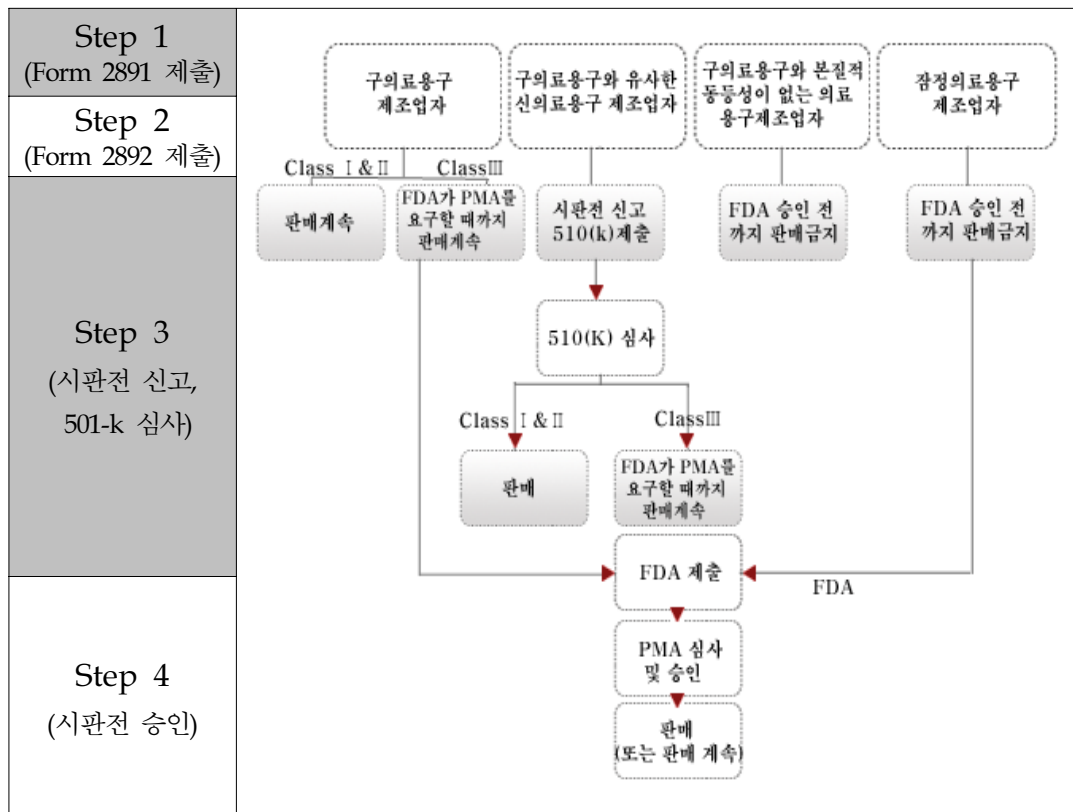 Step 1
(Form 2891 제출)
Step 2
(Form 2892 제출)
Step 3
(시판전 신고,
501-k 심사)
Step 4
(시판전 승인)
구의료용구
제조업자
구의료용구와 유사한
신의료용구 제조업자
구의료용구와 본질적
동등성이 없는 의료
용구제조업자
잠정의료용구
제조업자
Class Ⅰ & Ⅱ
ClassⅢ
판매계속
FDA가 PMA를
요구할 때까지
판매계속
시판전 신고
510(k)제출
FDA 승인 전
까지 판매금지
FDA 승인 전
까지 판매금지
510(K) 심사
Class Ⅰ & Ⅱ
ClassⅢ
판매
FDA가 PMA를
요구할 때까지
판매계속
FDA 제출
FDA
PMA 심사
및 승인
판매
(또는 판매 계속)